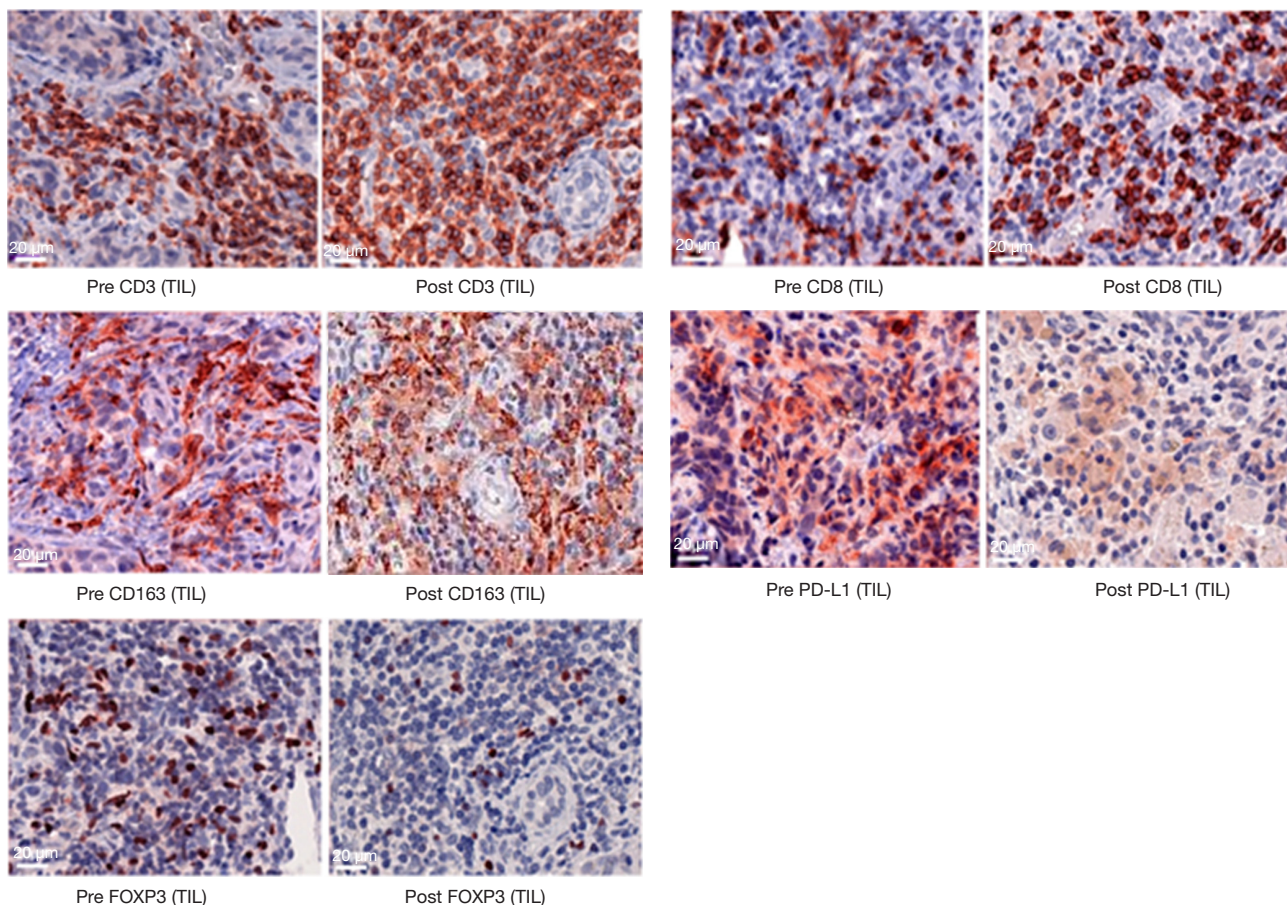 20 µm
20 µm
20 µm
20 µm
Pre CD3 (TIL)
Post CD3 (TIL)
Pre CD8 (TIL)
Post CD8 (TIL)
20 µm
20 µm
20 µm
20 µm
Pre CD163 (TIL)
Post CD163 (TIL)
Pre PD-L1 (TIL)
Post PD-L1 (TIL)
20 µm
20 µm
Pre FOXP3 (TIL)
Post FOXP3 (TIL)